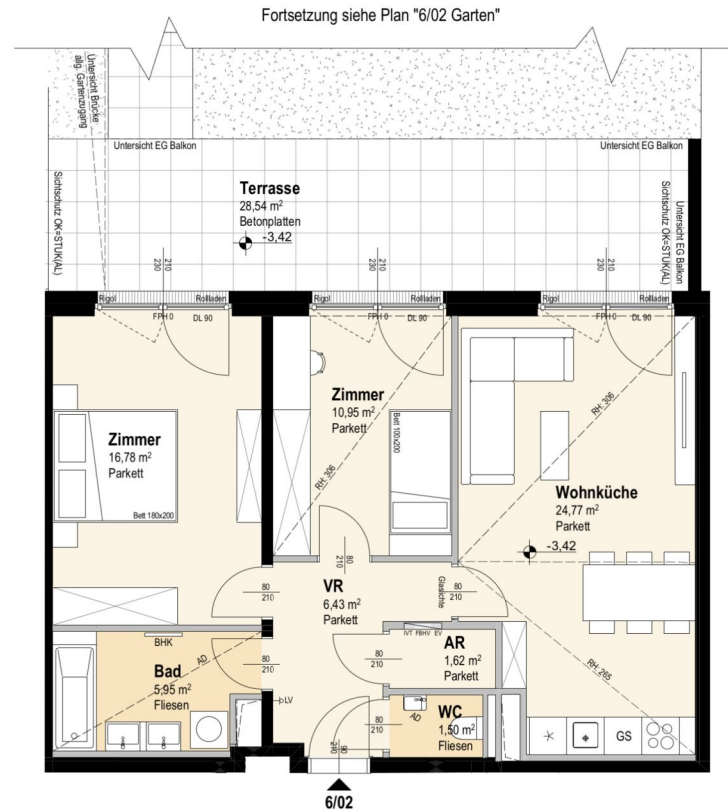 Fortsetzung siehe Plan "6/02 Garten"
Untersicht Brücke
allg. Gartenzugang
Untersicht EG Balkon
Untersicht EG Balkon
Sichtschutz OK=STUK(AL)
Terrasse
28,54 m²
Betonplatten
-3,42
Untersicht EG Balkon
Sichtschutz OK=STUK(AL)
210
230
210
230
210
230
Rigol
Rollladen
Rigol
Rollladen
Rigol
Rollladen
FPH 0
DL 90
FPH 0
DL 90
FPH 0
DL 90
Zimmer
16,78 m²
Parkett
Bett 180x200
Zimmer
10,95 m²
Parkett
Bett 100x200
RH: 306
RH: 306
Wohnküche
24,77 m²
Parkett
-3,42
80
210
VR
6,43 m²
Parkett
80
210
Glaslichte
80
210
IVT FBHV EV
AR
1,62 m²
Parkett
80
210
BHK
AD
Bad
5,95 m²
Fliesen
80
210
LV
RH: 265
WC
1,50 m²
Fliesen
AD
80
210
GS
90
210
6/02